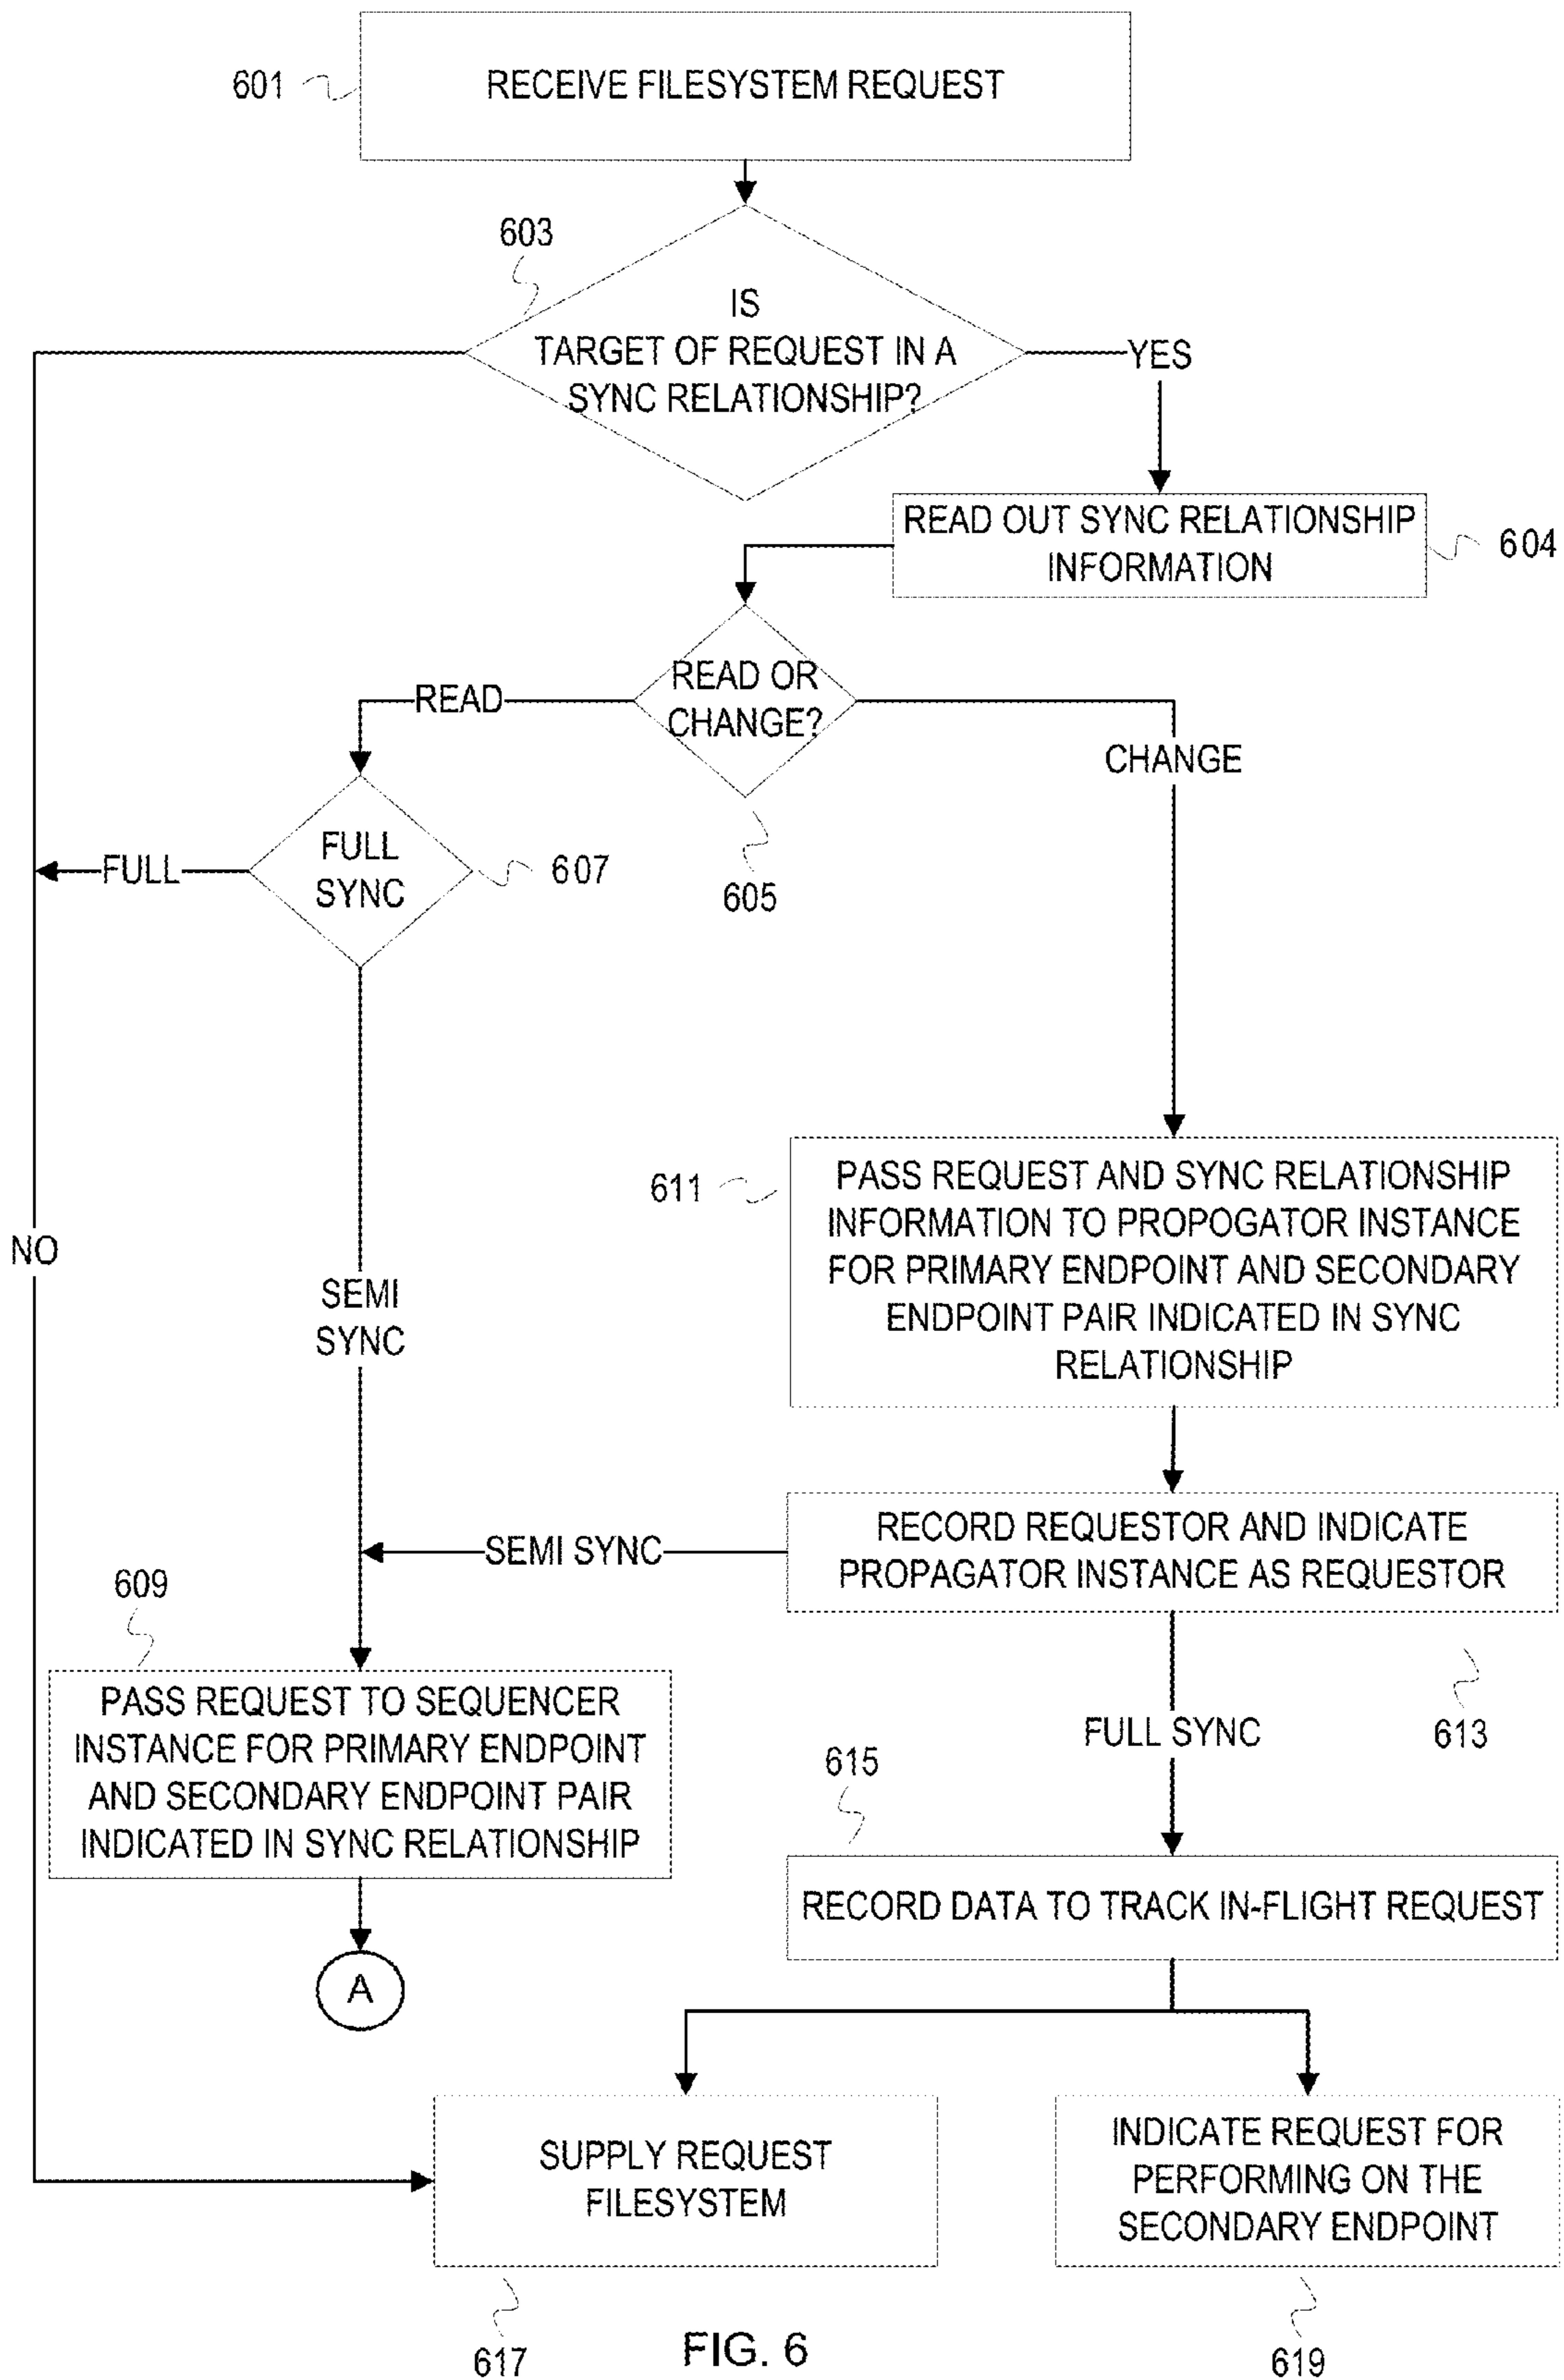 601
RECEIVE FILESYSTEM REQUEST
603
IS
TARGET OF REQUEST IN A
SYNC RELATIONSHIP?
YES
READ OUT SYNC RELATIONSHIP
INFORMATION
604
READ OR
CHANGE?
READ
CHANGE
605
FULL
SYNC
FULL
607
NO
SEMI
SYNC
611
PASS REQUEST AND SYNC RELATIONSHIP
INFORMATION TO PROPOGATOR INSTANCE
FOR PRIMARY ENDPOINT AND SECONDARY
ENDPOINT PAIR INDICATED IN SYNC
RELATIONSHIP
RECORD REQUESTOR AND INDICATE
PROPAGATOR INSTANCE AS REQUESTOR
SEMI SYNC
613
609
PASS REQUEST TO SEQUENCER
INSTANCE FOR PRIMARY ENDPOINT
AND SECONDARY ENDPOINT PAIR
INDICATED IN SYNC RELATIONSHIP
A
FULL SYNC
615
RECORD DATA TO TRACK IN-FLIGHT REQUEST
SUPPLY REQUEST
FILESYSTEM
617
INDICATE REQUEST FOR
PERFORMING ON THE
SECONDARY ENDPOINT
619
FIG. 6